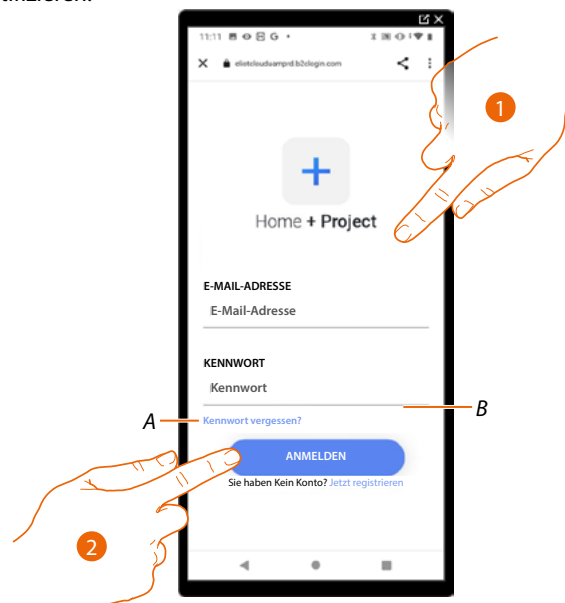 11:11 G
eliotclouduamprd.b2clogin.com
1
Home + Project
E-MAIL-ADRESSE
E-Mail-Adresse
KENNWORT
Kennwort
B
A
Kennwort vergessen?
ANMELDEN
Sie haben Kein Konto? Jetzt registrieren
2